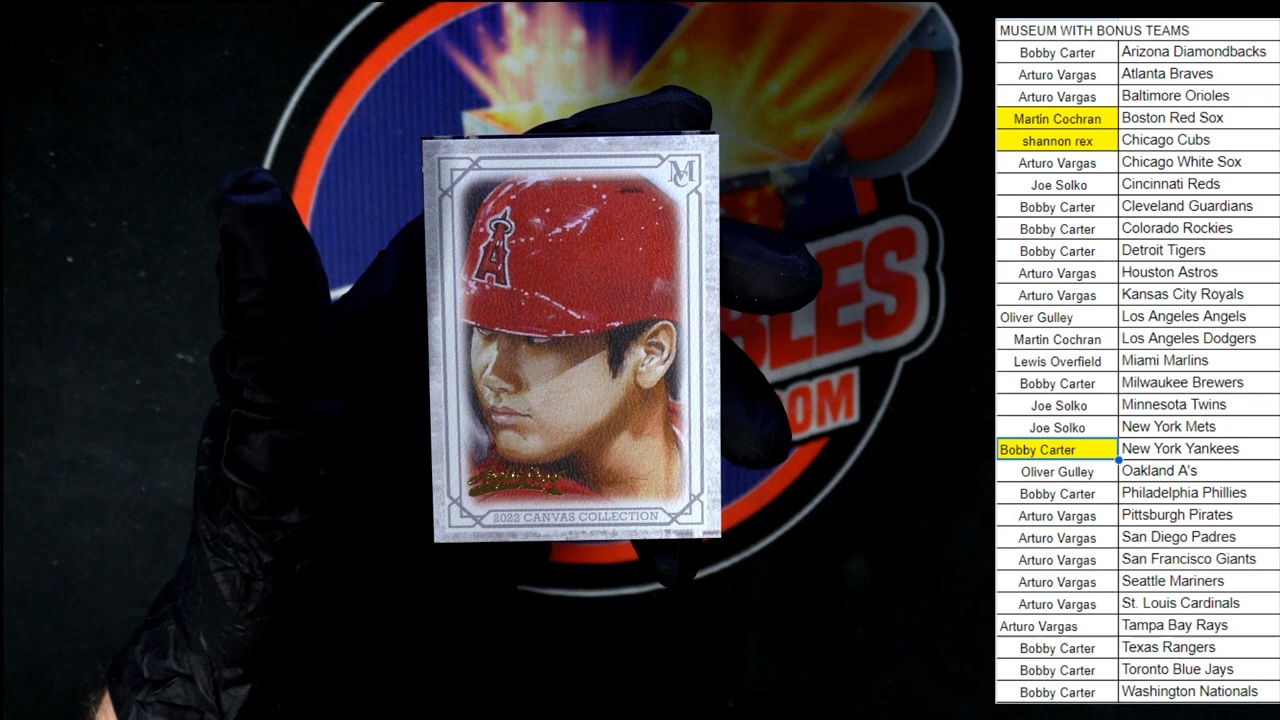 MC
A
2022 CANVAS COLLECTION
BLES
OM
MUSEUM WITH BONUS TEAMS
Bobby Carter Arizona Diamondbacks
Arturo Vargas Atlanta Braves
Arturo Vargas Baltimore Orioles
Martin Cochran Boston Red Sox
shannon rex Chicago Cubs
Arturo Vargas Chicago White Sox
Joe Solko Cincinnati Reds
Bobby Carter Cleveland Guardians
Bobby Carter Colorado Rockies
Bobby Carter Detroit Tigers
Arturo Vargas Houston Astros
Arturo Vargas Kansas City Royals
Oliver Gulley Los Angeles Angels
Martin Cochran Los Angeles Dodgers
Lewis Overfield Miami Marlins
Bobby Carter Milwaukee Brewers
Joe Solko Minnesota Twins
Joe Solko New York Mets
Bobby Carter New York Yankees
Oliver Gulley Oakland A's
Bobby Carter Philadelphia Phillies
Arturo Vargas Pittsburgh Pirates
Arturo Vargas San Diego Padres
Arturo Vargas San Francisco Giants
Arturo Vargas Seattle Mariners
Arturo Vargas St. Louis Cardinals
Arturo Vargas Tampa Bay Rays
Bobby Carter Texas Rangers
Bobby Carter Toronto Blue Jays
Bobby Carter Washington Nationals